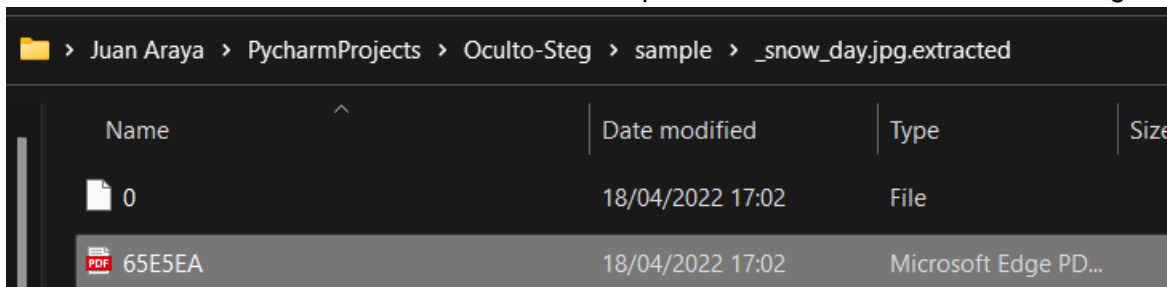 Juan Araya > PycharmProjects > Oculto-Steg > sample > _snow_day.jpg.extracted
Name Date modified Type Size
0 18/04/2022 17:02 File
PDF 65E5EA 18/04/2022 17:02 Microsoft Edge PD...